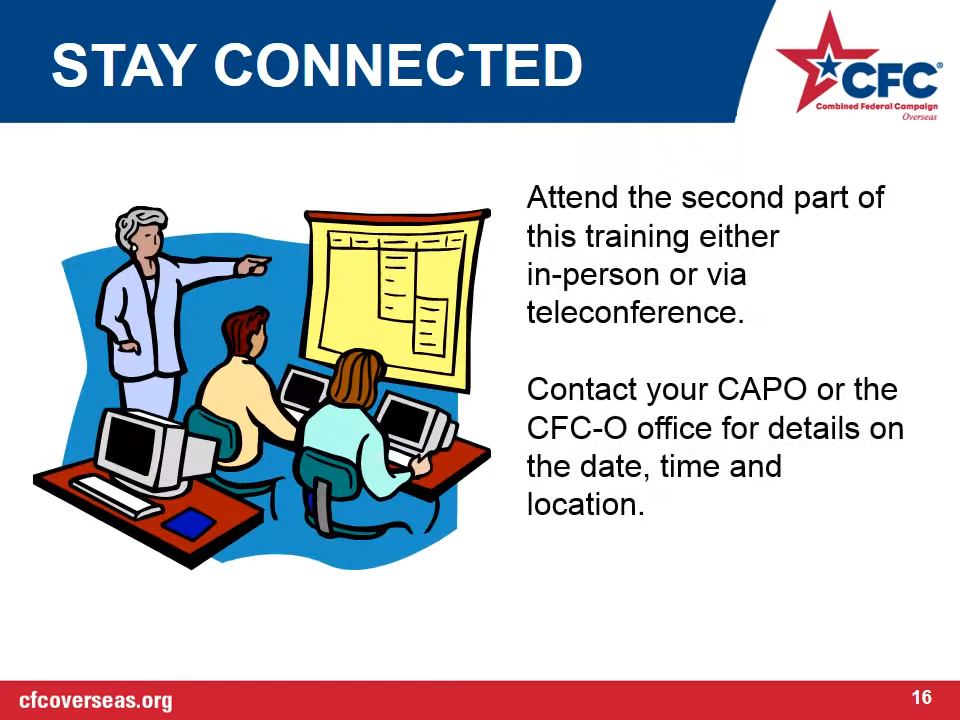 STAY CONNECTED
CFC®
Combined Federal Campaign
Overseas
Attend the second part of
this training either
in-person or via
teleconference.
Contact your CAPO or the
CFC-O office for details on
the date, time and
location.
cfcoverseas.org
16